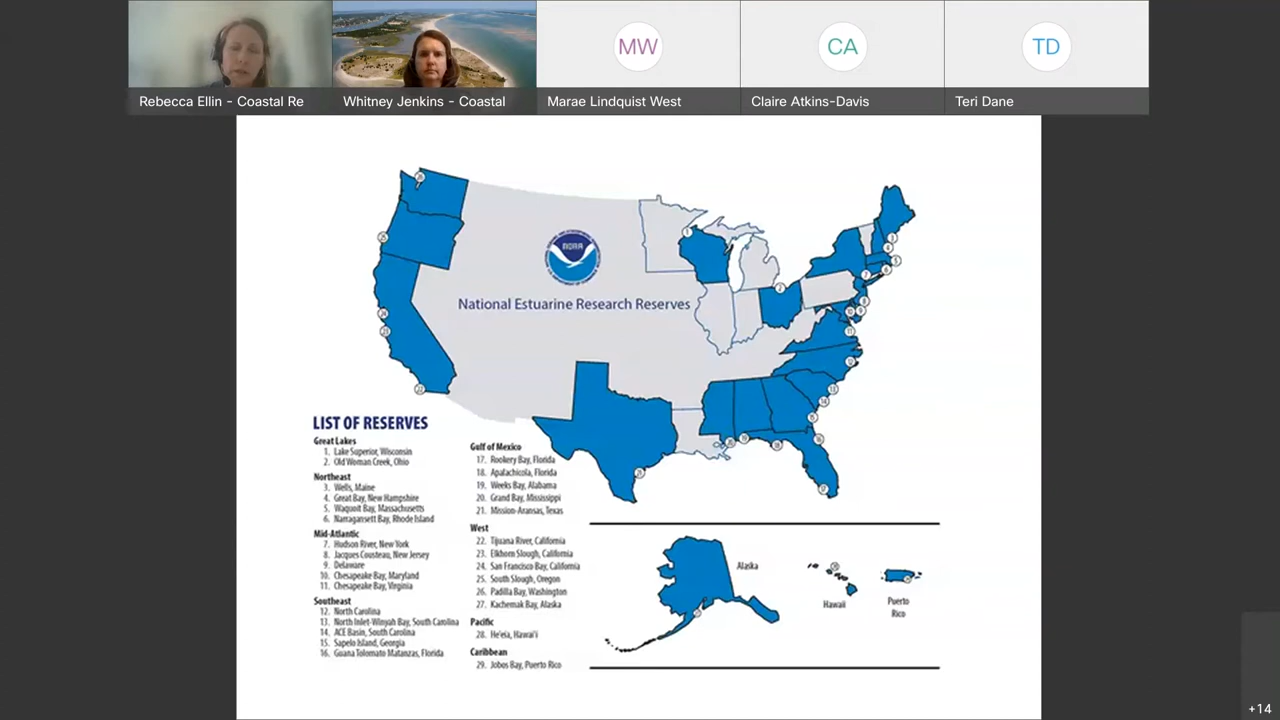 MW
CA
TD
Rebecca Ellin - Coastal Re
Whitney Jenkins - Coastal
Marae Lindquist West
Claire Atkins-Davis
Teri Dane
NOAA
National Estuarine Research Reserves
LIST OF RESERVES
Great Lakes
1. Lake Superior, Wisconsin
2. Old Woman Creek, Ohio
Northeast
3. Wells, Maine
4. Great Bay, New Hampshire
5. Waquoit Bay, Massachusetts
6. Narragansett Bay, Rhode Island
Mid-Atlantic
7. Hudson River, New York
8. Jacques Cousteau, New Jersey
9. Delaware
10. Chesapeake Bay, Maryland
11. Chesapeake Bay, Virginia
Southeast
12. North Carolina
13. North Inlet-Winyah Bay, South Carolina
14. ACE Basin, South Carolina
15. Sapelo Island, Georgia
16. Guana Tolomato Matanzas, Florida
Gulf of Mexico
17. Rookery Bay, Florida
18. Apalachicola, Florida
19. Weeks Bay, Alabama
20. Grand Bay, Mississippi
21. Mission-Aransas, Texas
West
22. Tijuana River, California
23. Elkhorn Slough, California
24. San Francisco Bay, California
25. South Slough, Oregon
26. Padilla Bay, Washington
27. Kachemak Bay, Alaska
Pacific
28. He'eia, Hawai'i
Caribbean
29. Jobos Bay, Puerto Rico
Alaska
Hawaii
Puerto
Rico
+14